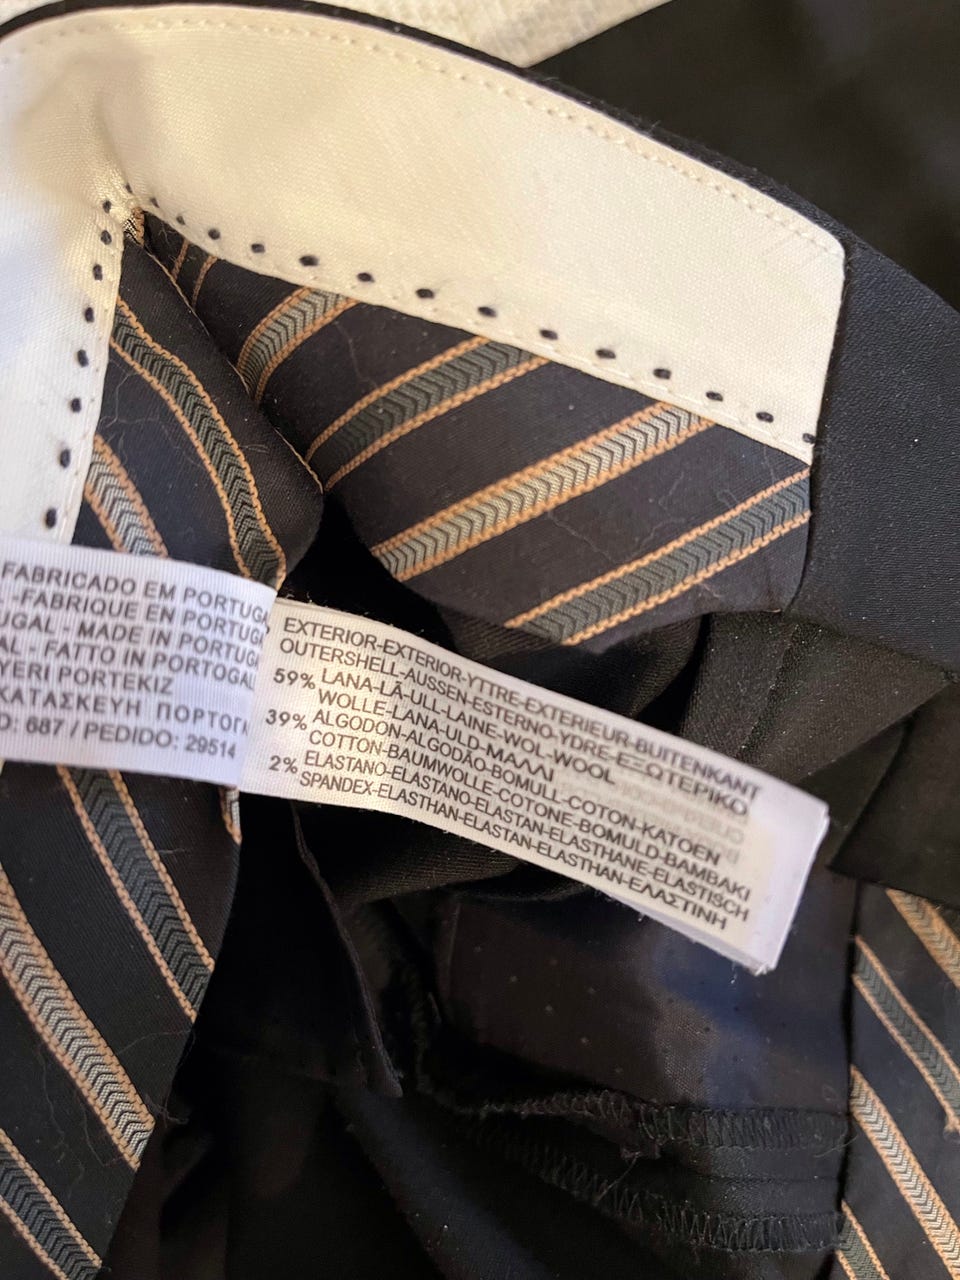 FABRICADO EM PORTUGA
-FABRIQUE EN PORTUG
UGAL - MADE IN PORTUGA
AL - FATTO IN PORTOGAL
YERI PORTEKIZ
ΚΑΤΑΣΚΕΥΗ ΠΟΡΤΟΓΚ
D: 687 / PEDIDO: 29514
EXTERIOR-EXTERIOR-YTTRE-EXTERIEUR-BUITENKANT
OUTERSHELL-AUSSEN-ESTERNO-YDRE-ΕΞΩΤΕΡΙΚΟ
59% LANA-LÃ-ULL-LAINE-WOL-WOOL
WOLLE-LANA-ULD-ΜΑΛΛΙ
39% ALGODON-ALGODÃO-BOMULL-COTON-KATOEN
COTTON-BAUMWOLLE-COTONE-BOMULD-ΒΑΜΒΑΚΙ
2% ELASTANO-ELASTANO-ELASTAN-ELASTHANE-ELASTISCH
SPANDEX-ELASTHAN-ELASTAN-ELASTHAN-ΕΛΑΣΤΙΝΗ